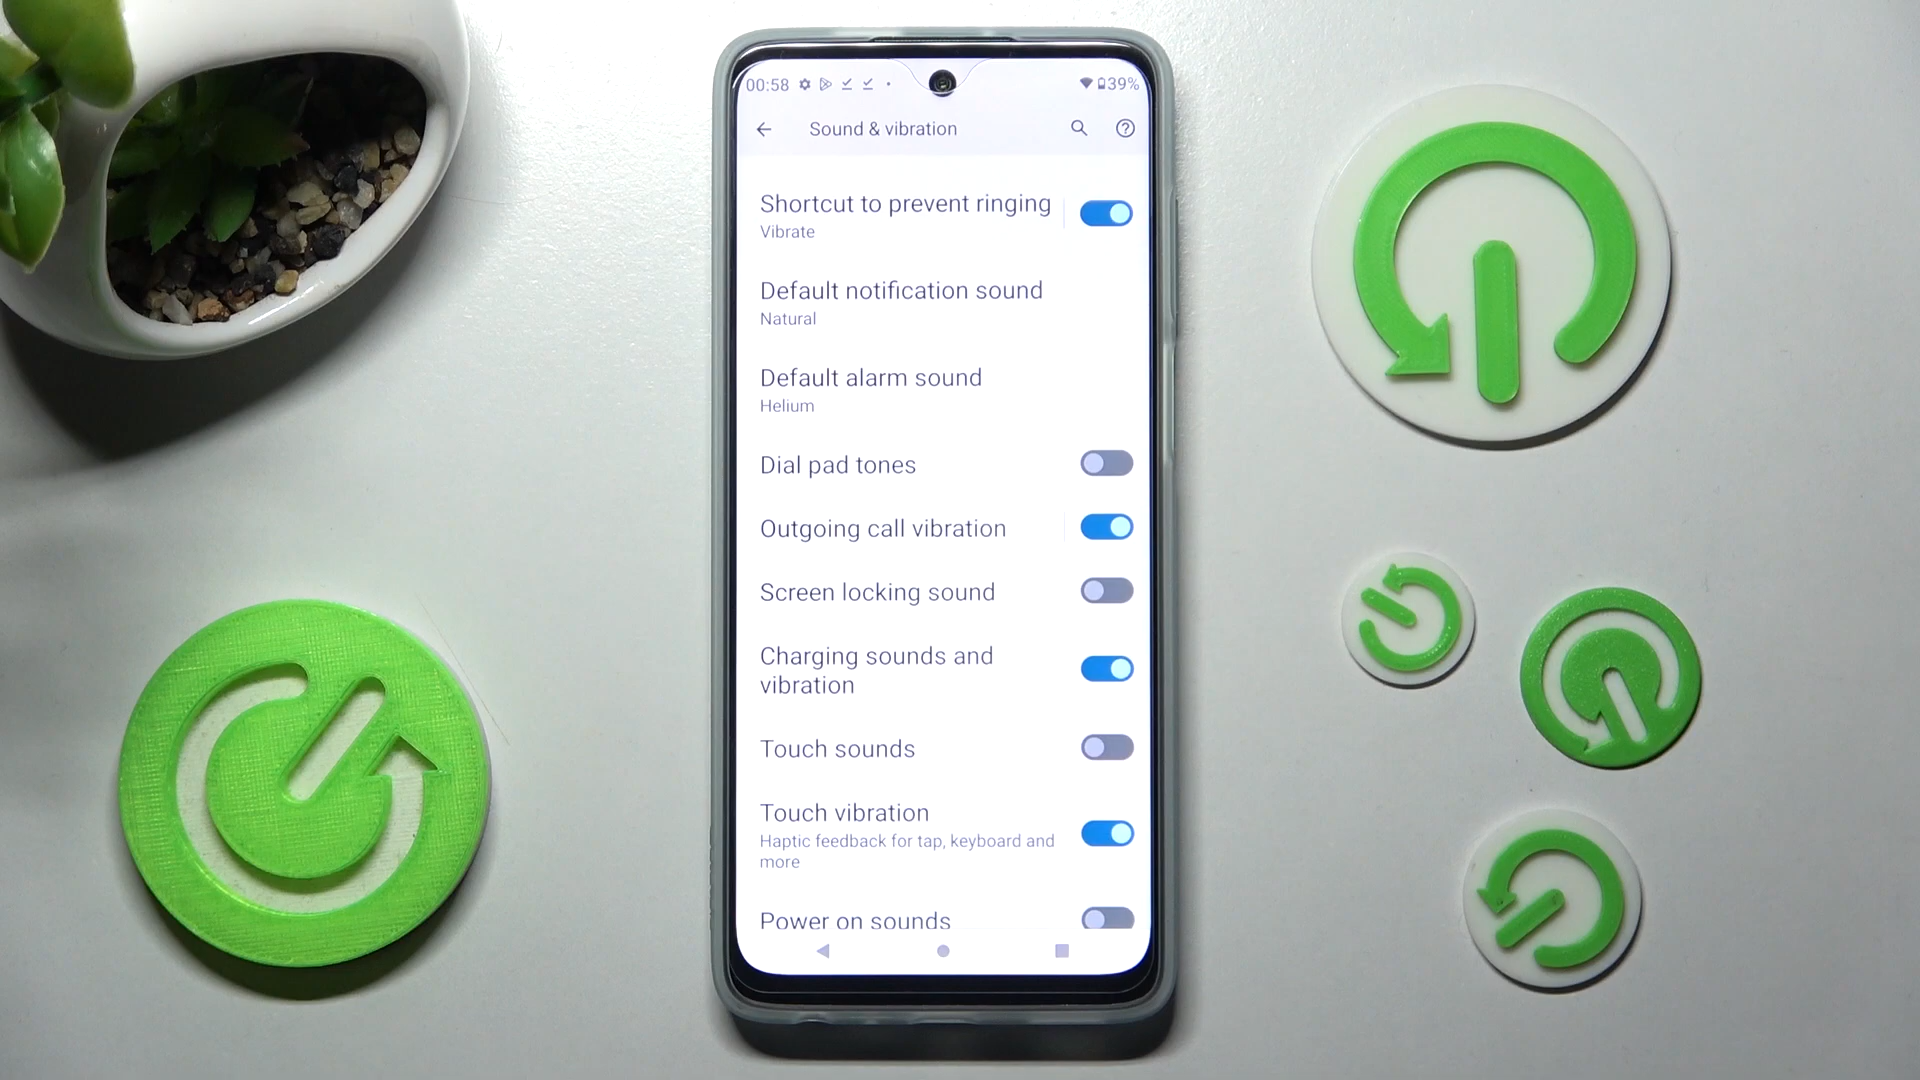 00:58
39%
Sound & vibration
Shortcut to prevent ringing
Vibrate
Default notification sound
Natural
Default alarm sound
Helium
Dial pad tones
Outgoing call vibration
Screen locking sound
Charging sounds and
vibration
Touch sounds
Touch vibration
Haptic feedback for tap, keyboard and
more
Power on sounds